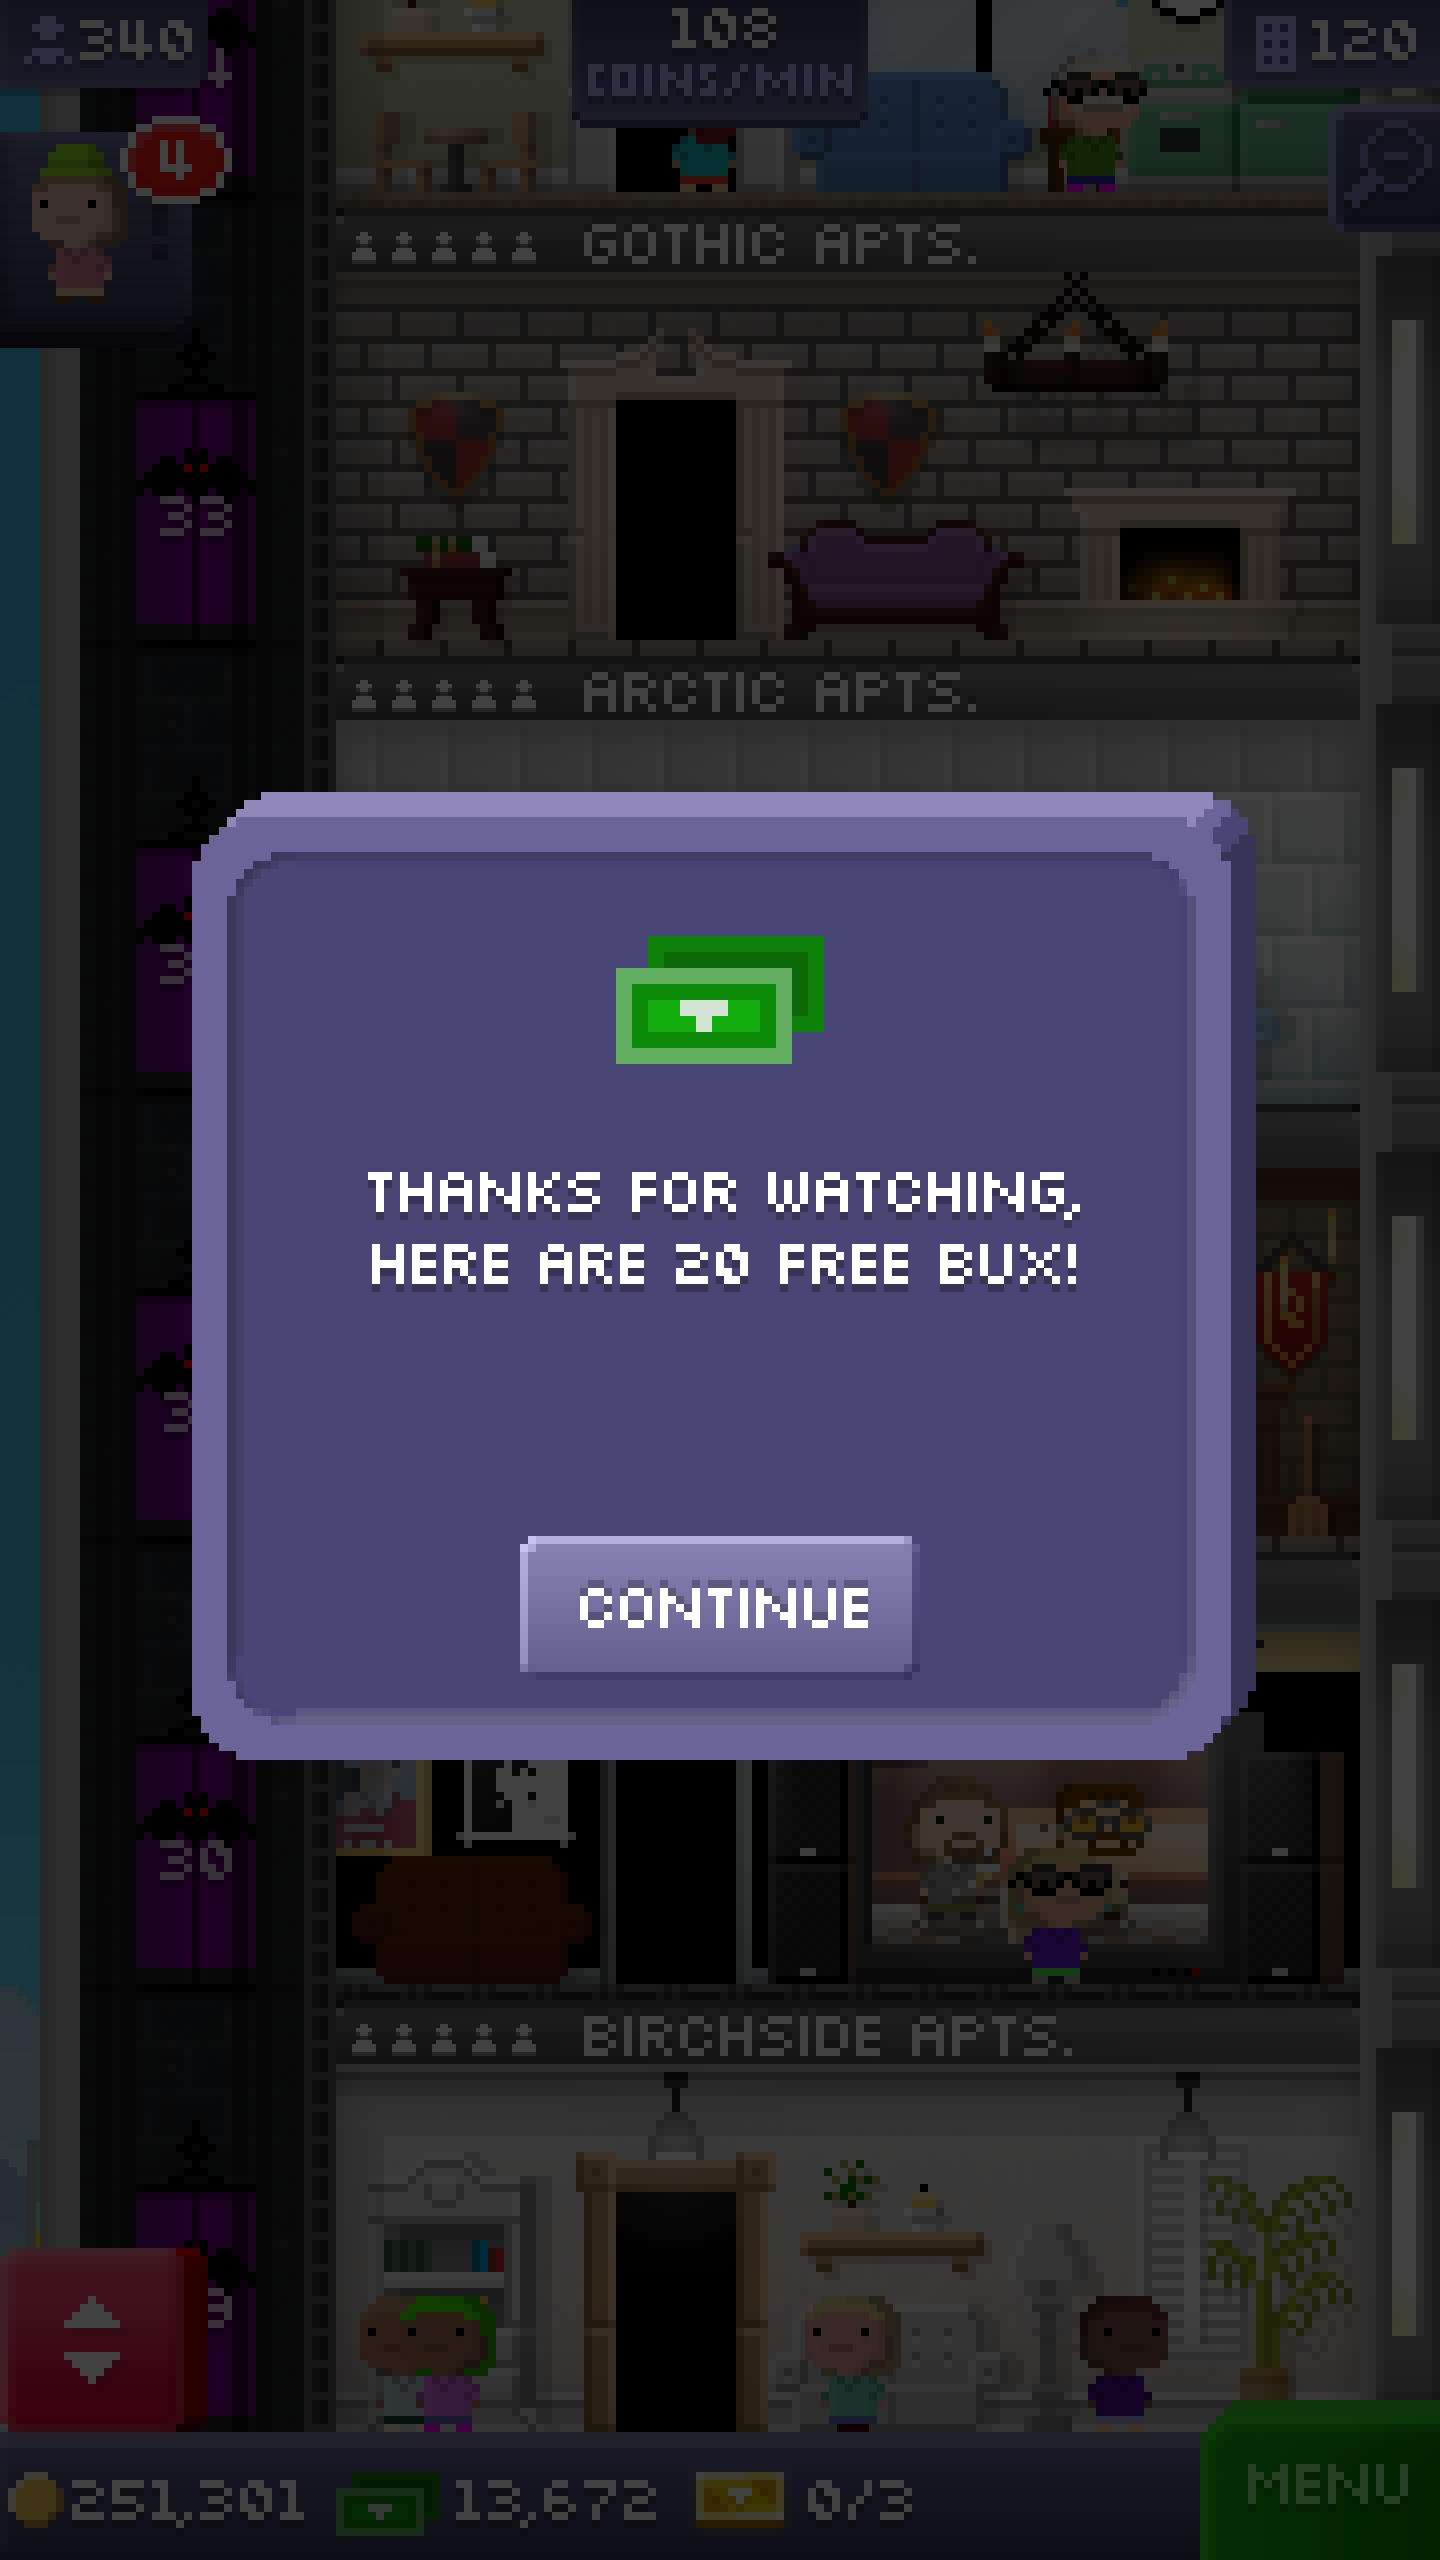 340
108
COINS/MIN
120
4
GOTHIC APTS.
33
ARCTIC APTS.
THANKS FOR WATCHING,
HERE ARE 20 FREE BUX!
CONTINUE
30
BIRCHSIDE APTS.
251,301
13,672
0/3
MENU